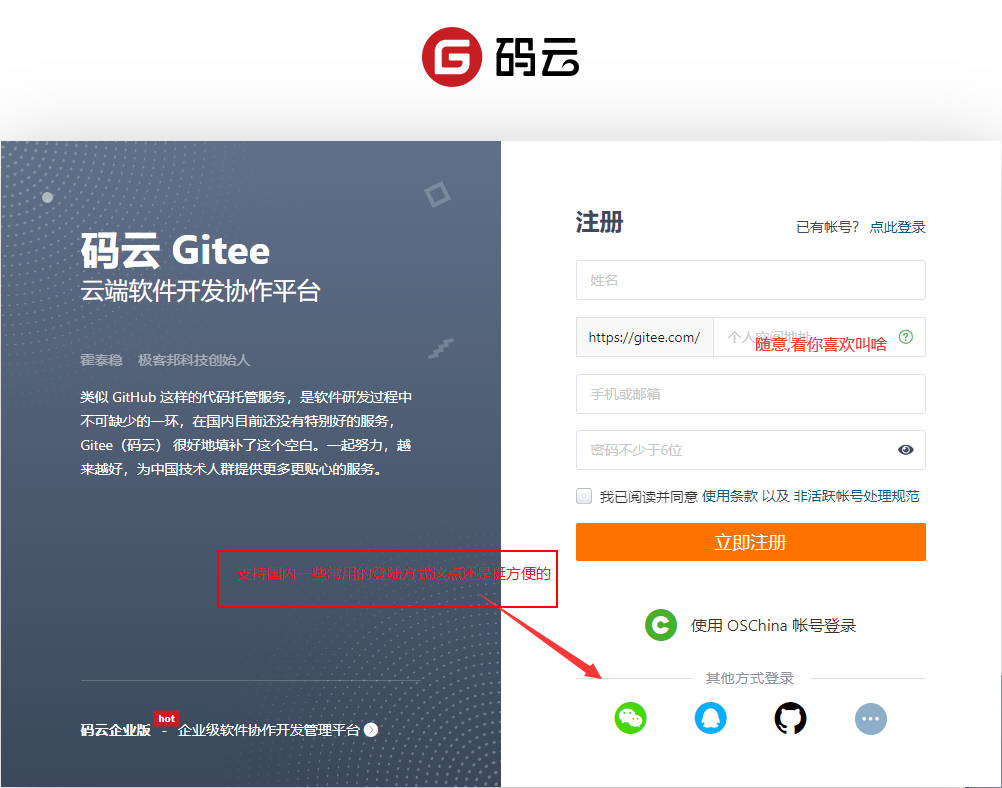 码云
码云 Gitee
云端软件开发协作平台
霍泰稳 极客邦科技创始人
类似 GitHub 这样的代码托管服务，是软件研发过程中
不可缺少的一环，在国内目前还没有特别好的服务，
Gitee（码云） 很好地填补了这个空白。一起努力，越
来越好，为中国技术人群提供更多更贴心的服务。
支持国内一些常用的登陆方式这点还是挺方便的
hot
码云企业版 - 企业级软件协作开发管理平台
注册
已有帐号？ 点此登录
姓名
https://gitee.com/ 个人空间地址
随意,看你喜欢叫啥
手机或邮箱
密码不少于6位
我已阅读并同意 使用条款 以及 非活跃帐号处理规范
立即注册
使用 OSChina 帐号登录
其他方式登录